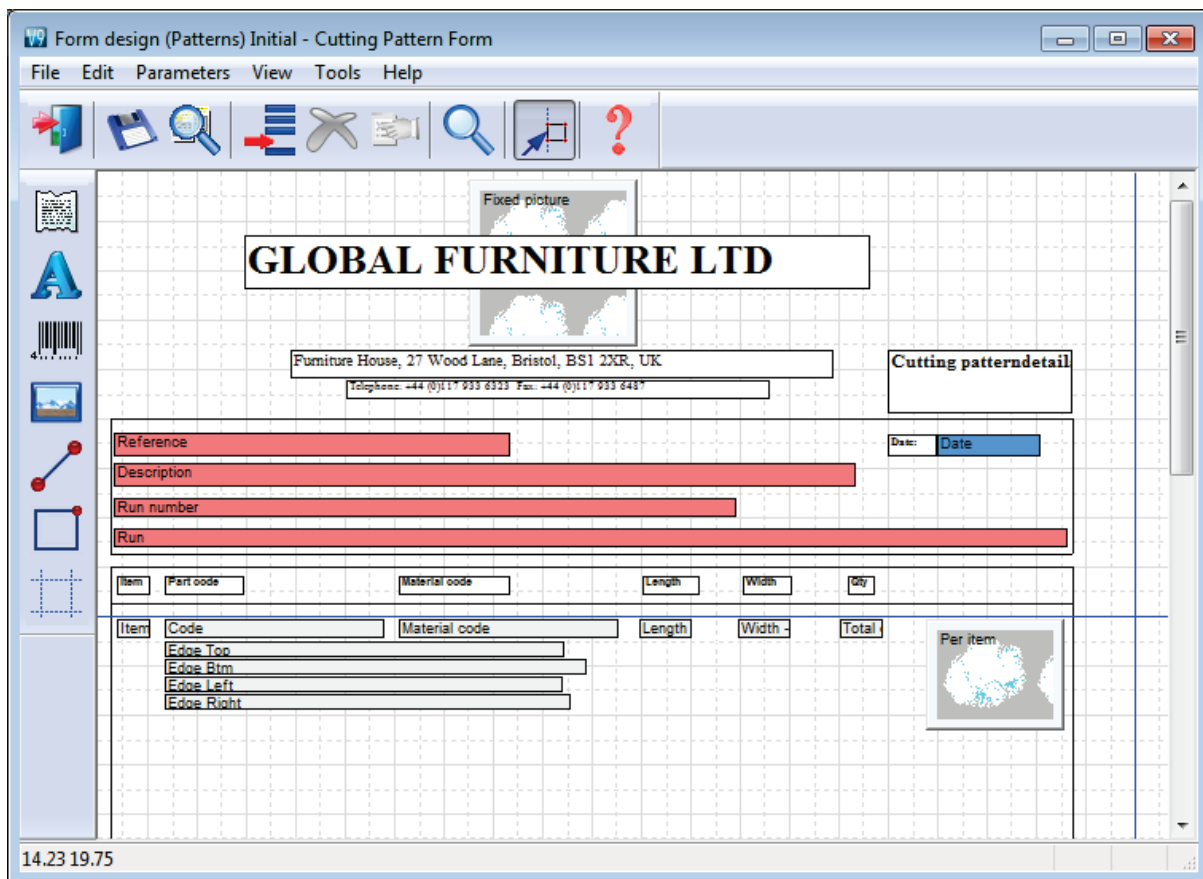 V9 Form design (Patterns) Initial - Cutting Pattern Form
File Edit Parameters View Tools Help
Fixed picture
GLOBAL FURNITURE LTD
Furniture House, 27 Wood Lane, Bristol, BS1 2XR, UK
Cutting patterndetail
Telephone: +44 (0)117 933 6323 Fax: +44 (0)117 933 6487
Reference
Date: Date
Description
Run number
Run
Item Part code Material code Length Width Qty
Item Code Material code Length Width - Total
Per item
Edge Top
Edge Btm
Edge Left
Edge Right
14.23 19.75